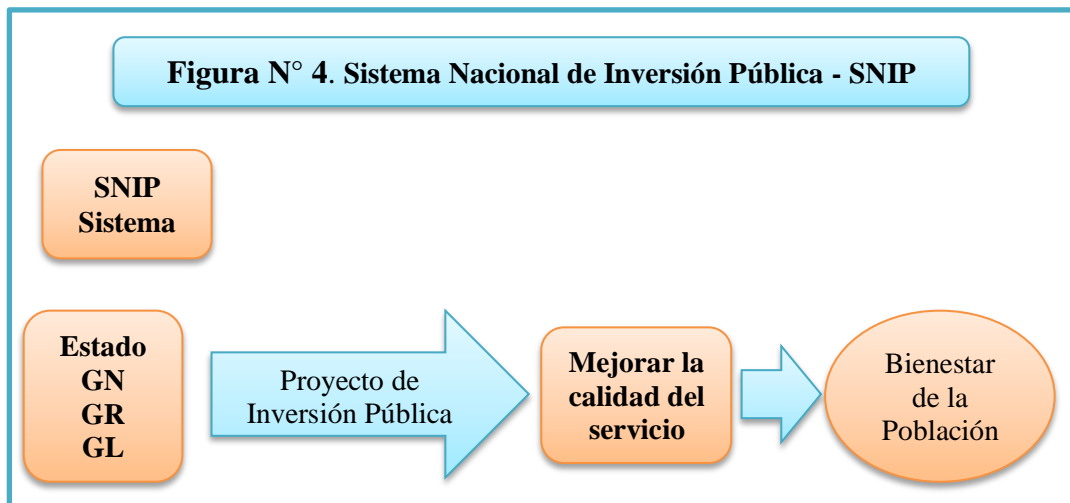 Figura N° 4. Sistema Nacional de Inversión Pública - SNIP
SNIP
Sistema
Estado
GN
GR
GL
Proyecto de
Inversión Pública
Mejorar la
calidad del
servicio
Bienestar
de la
Población